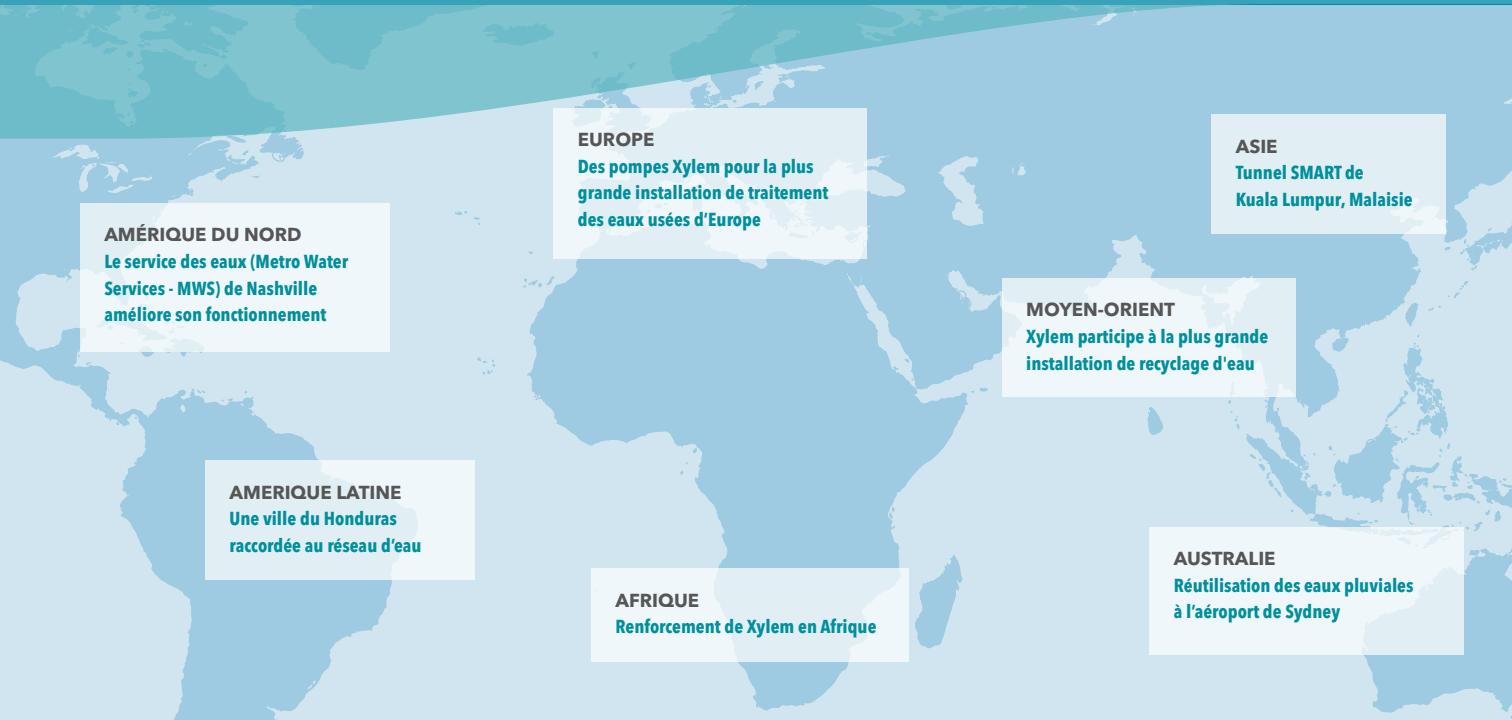 EUROPE
Des pompes Xylem pour la plus
grande installation de traitement
des eaux usées d’Europe
ASIE
Tunnel SMART de
Kuala Lumpur, Malaisie
AMÉRIQUE DU NORD
Le service des eaux (Metro Water
Services - MWS) de Nashville
améliore son fonctionnement
MOYEN-ORIENT
Xylem participe à la plus grande
installation de recyclage d'eau
AMERIQUE LATINE
Une ville du Honduras
raccordée au réseau d’eau
AFRIQUE
Renforcement de Xylem en Afrique
AUSTRALIE
Réutilisation des eaux pluviales
à l’aéroport de Sydney